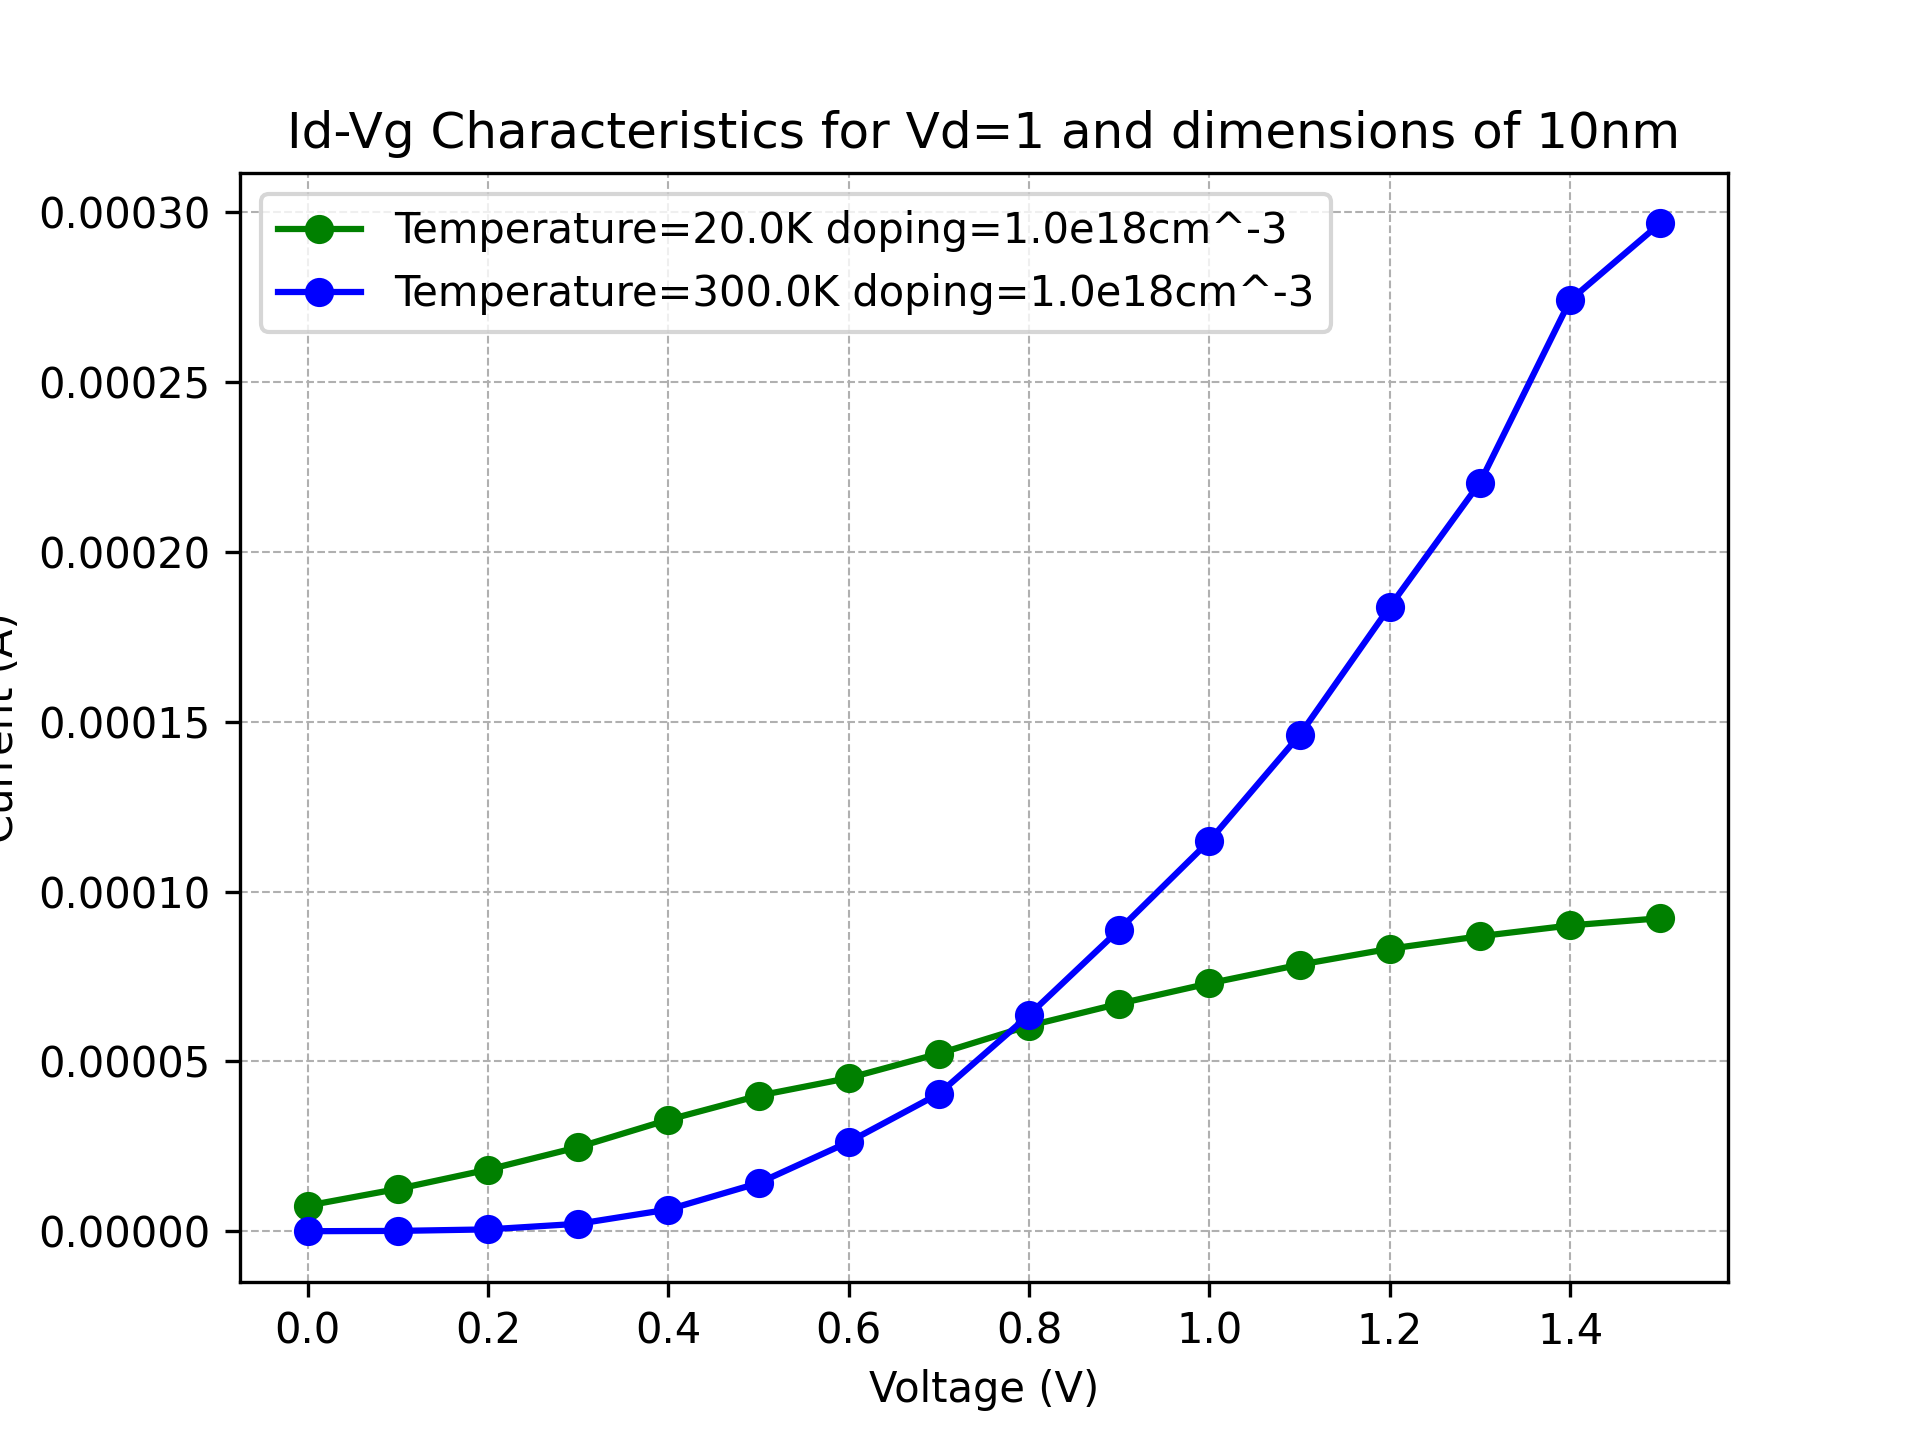 Id-Vg Characteristics for Vd=1 and dimensions of 10nm
Temperature=20.0K doping=1.0e18cm^-3
Temperature=300.0K doping=1.0e18cm^-3
0.00030
0.00025
0.00020
0.00015
0.00010
0.00005
0.00000
Current (A)
0.0 0.2 0.4 0.6 0.8 1.0 1.2 1.4
Voltage (V)